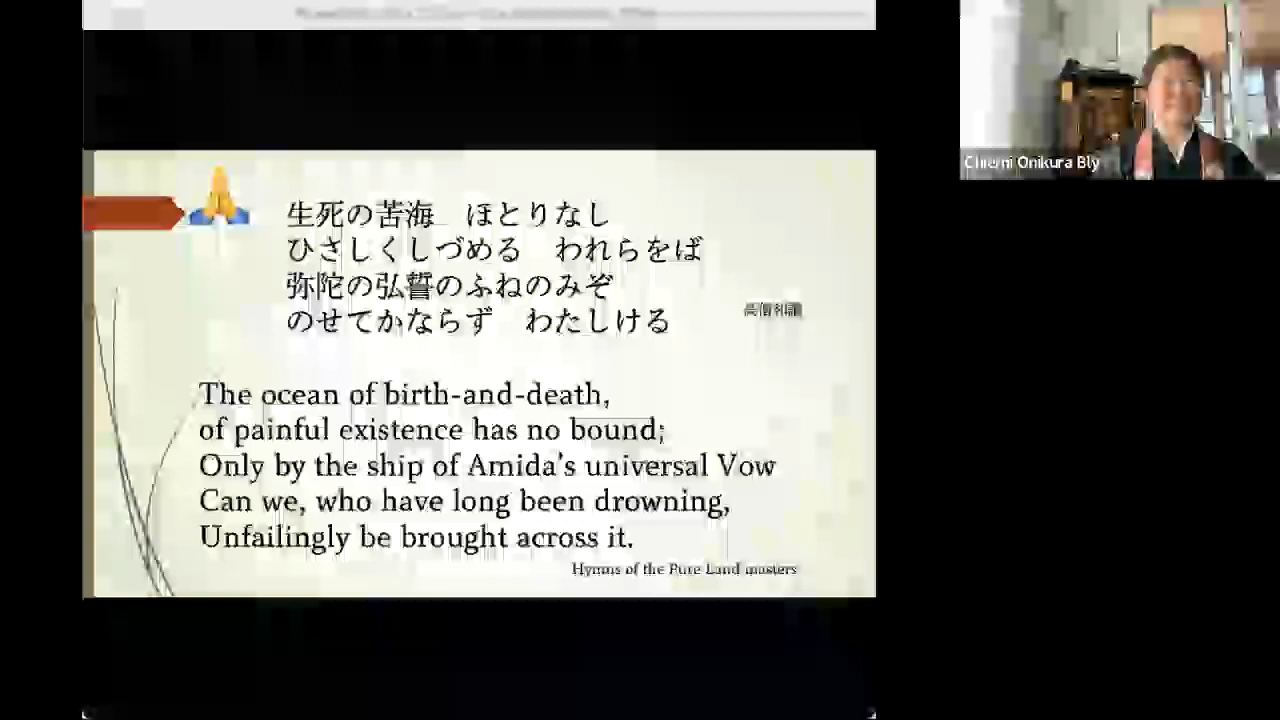 生死の苦海　ほとりなし
ひさしくしづめる　われらをば
弥陀の弘誓のふねのみぞ
のせてかならず　わたしける
高僧和讃
The ocean of birth-and-death,
of painful existence has no bound;
Only by the ship of Amida's universal Vow
Can we, who have long been drowning,
Unfailingly be brought across it.
Hymns of the Pure Land masters
Chiemi Onikura Bly